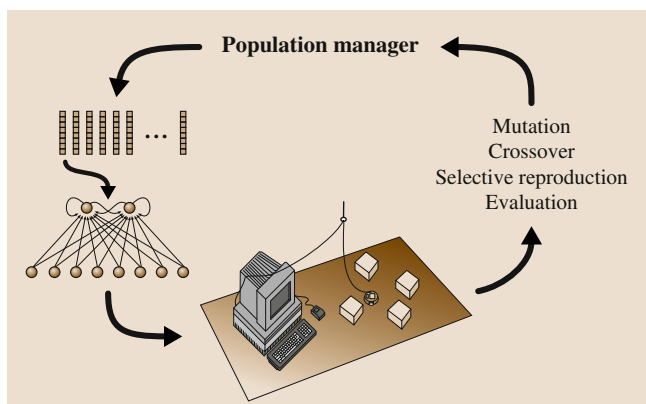 Population manager
Mutation
Crossover
Selective reproduction
Evaluation